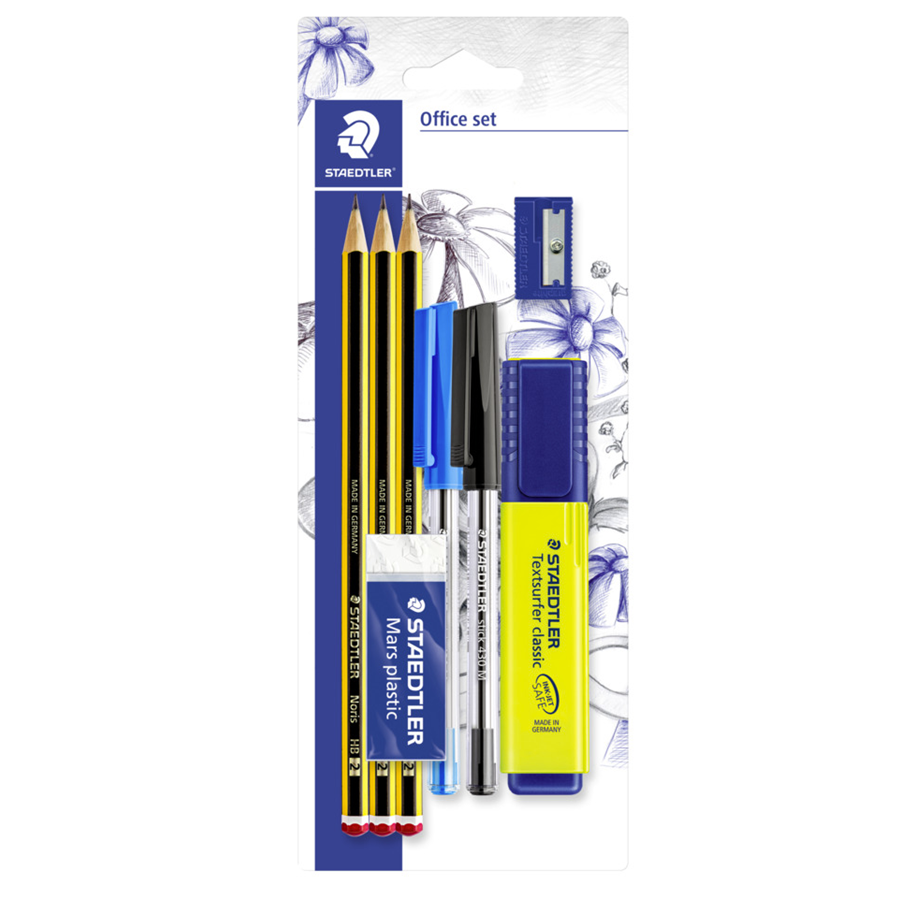 Office set
STAEDTLER®
STAEDTLER
MADE IN GERMANY
MADE IN GERMANY
MADE IN GERMANY
STAEDTLER Noris HB 2
2
2
STAEDTLER
Mars plastic
STAEDTLER stick 430 M
STAEDTLER
Textsurfer classic
INK-JET
SAFE
MADE IN
GERMANY